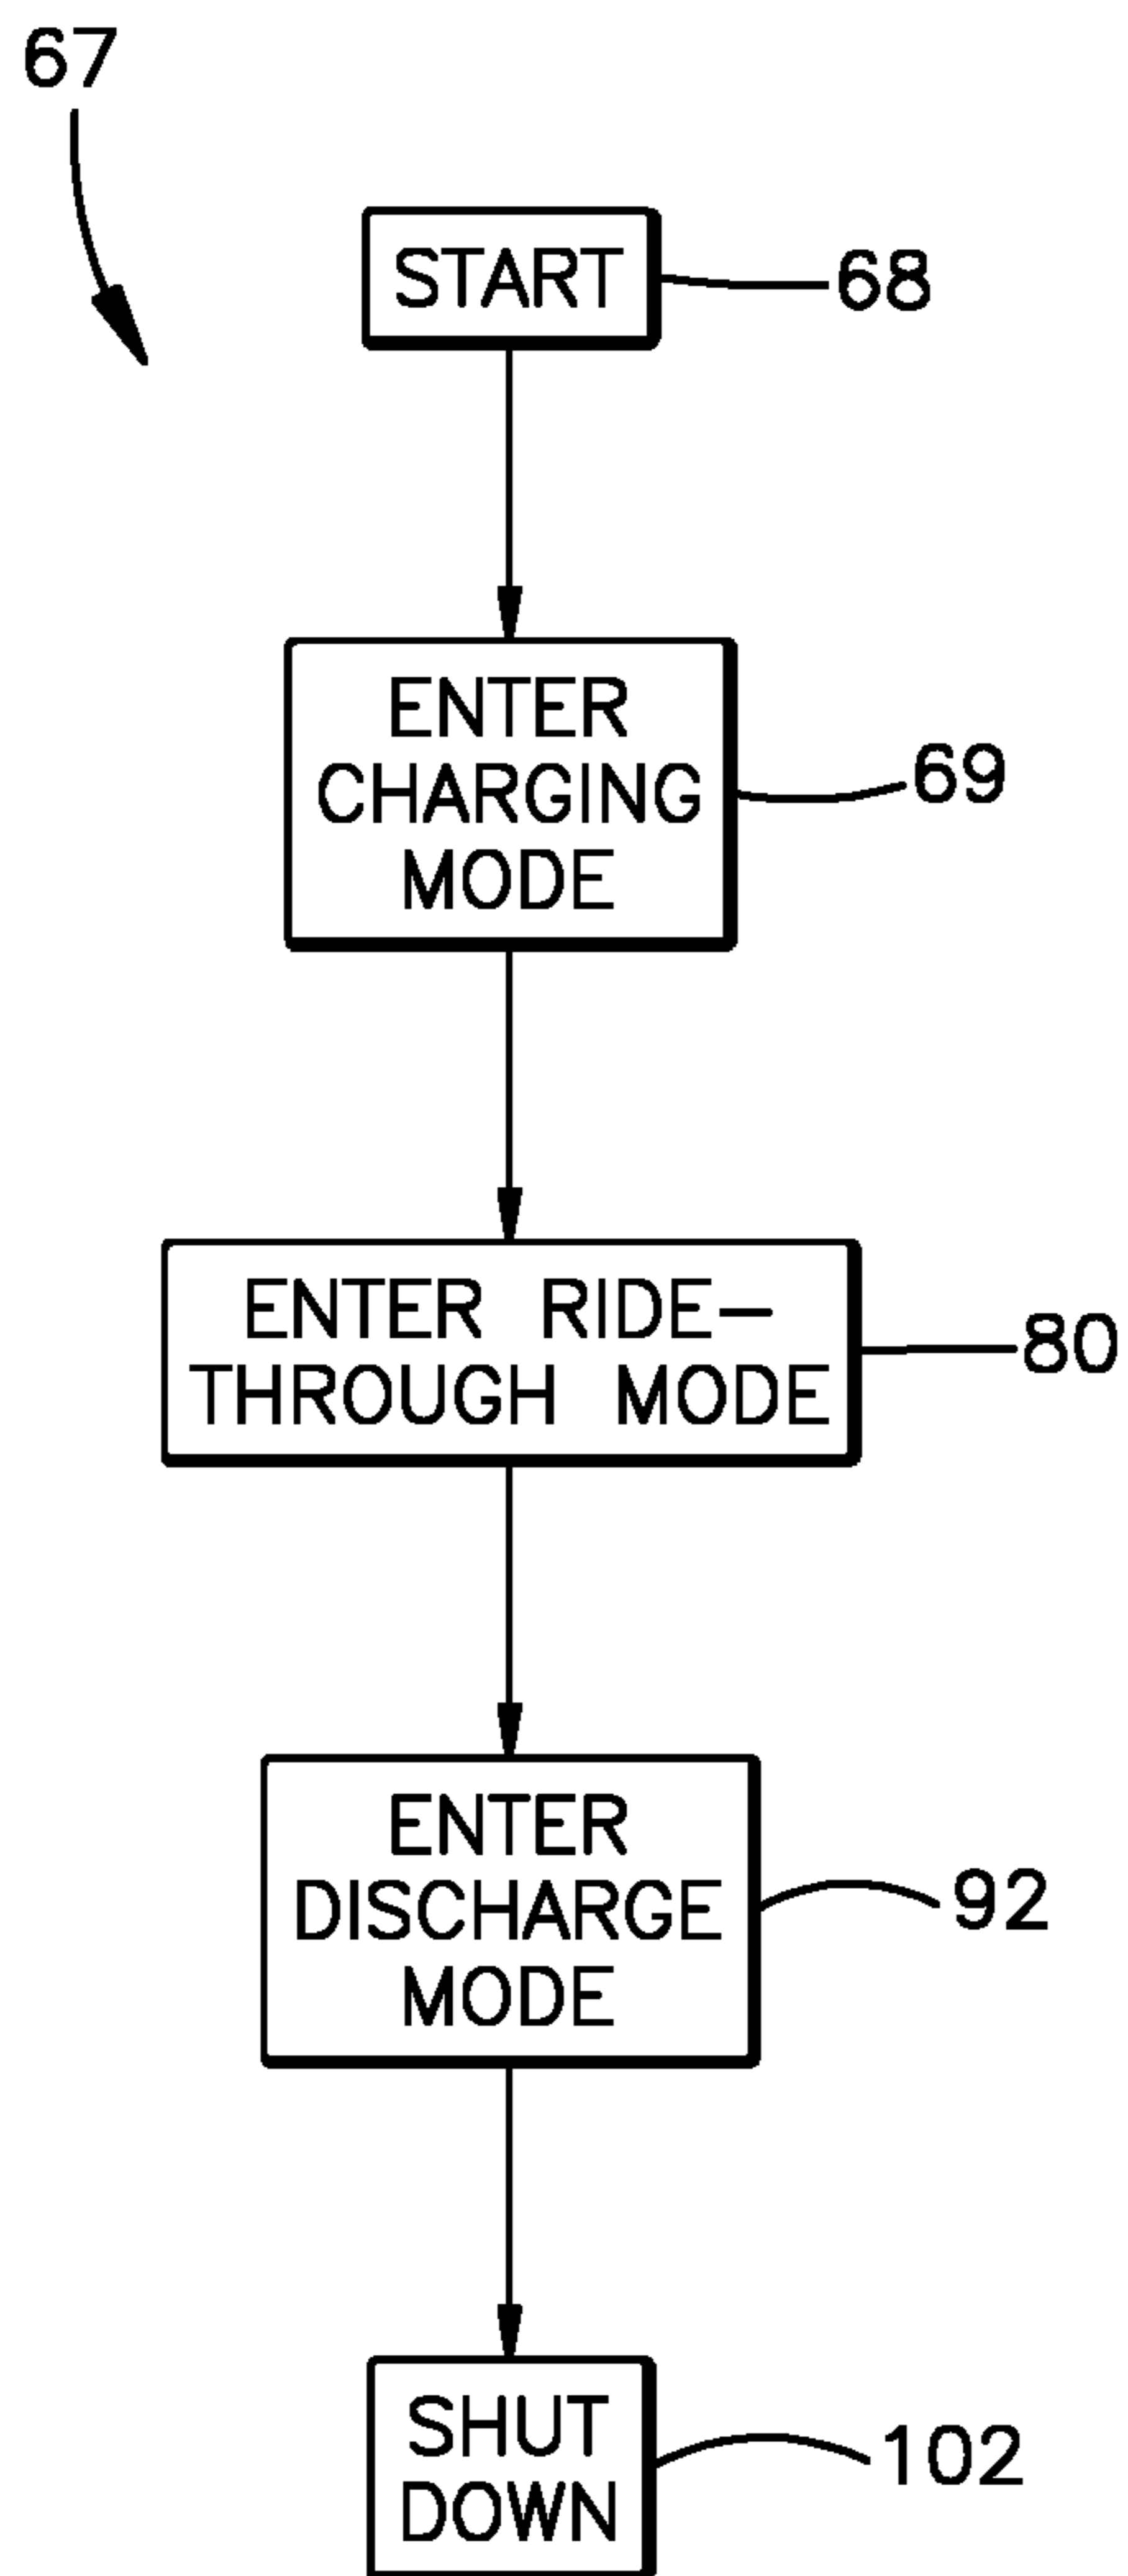 67
START
68
ENTER
CHARGING
MODE
69
ENTER RIDE-
THROUGH MODE
80
ENTER
DISCHARGE
MODE
92
SHUT
DOWN
102